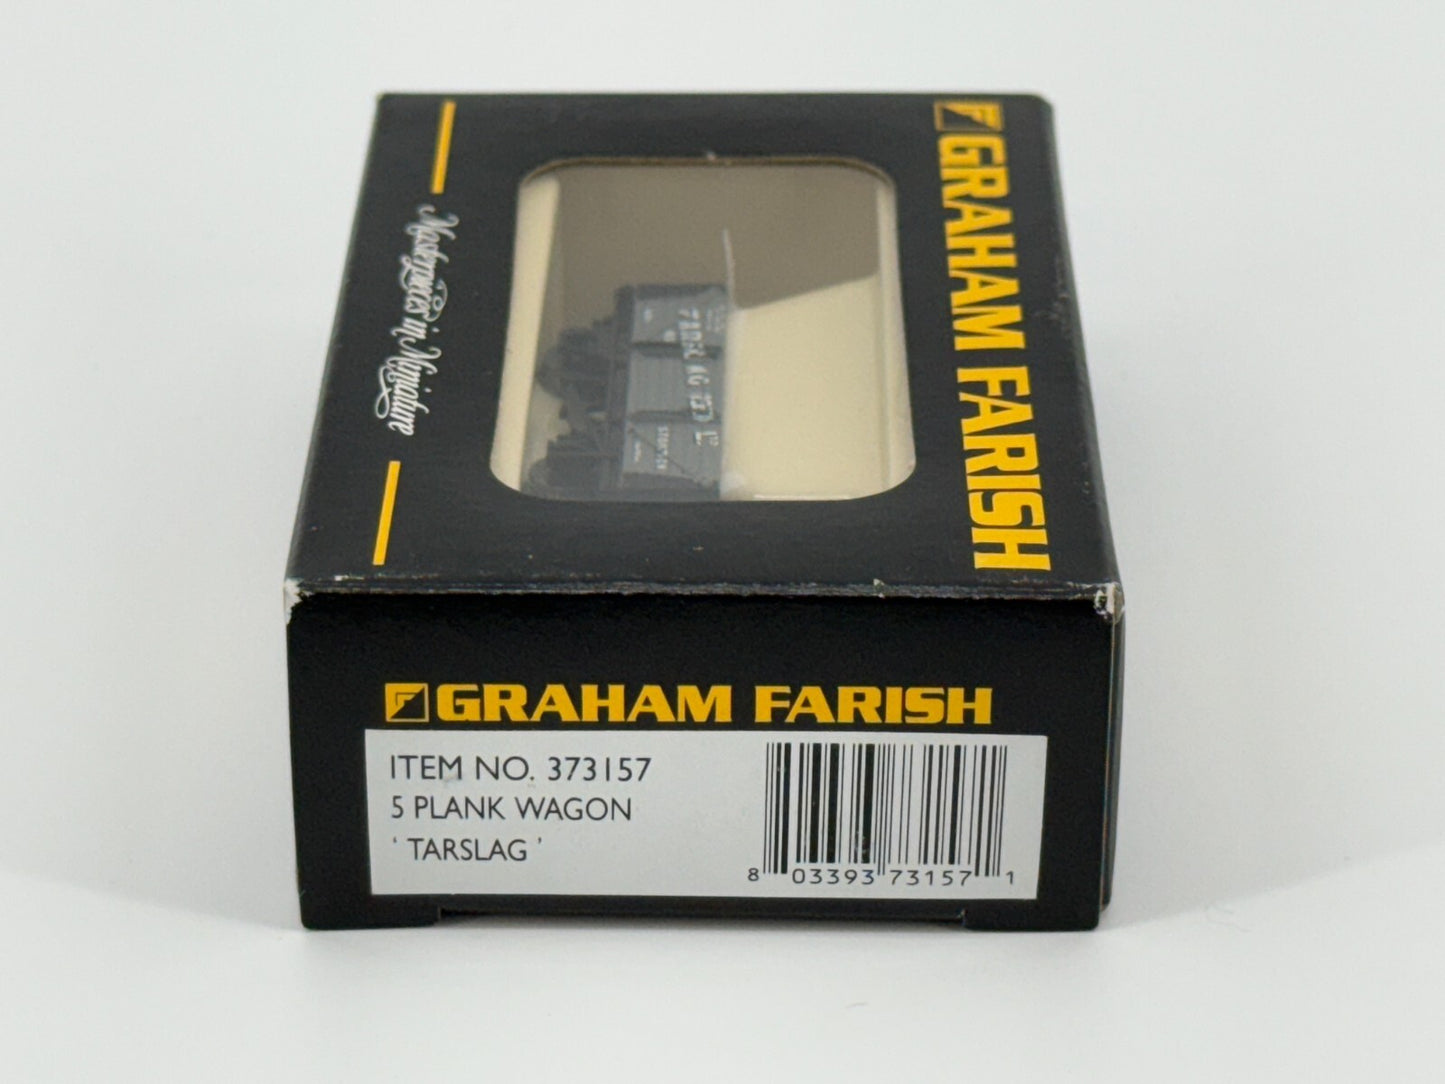 GRAHAM FARISH
Masterpieces in Miniature
GRAHAM FARISH
ITEM NO. 373157
5 PLANK WAGON
‘ TARSLAG ’
8 03393 73157 1